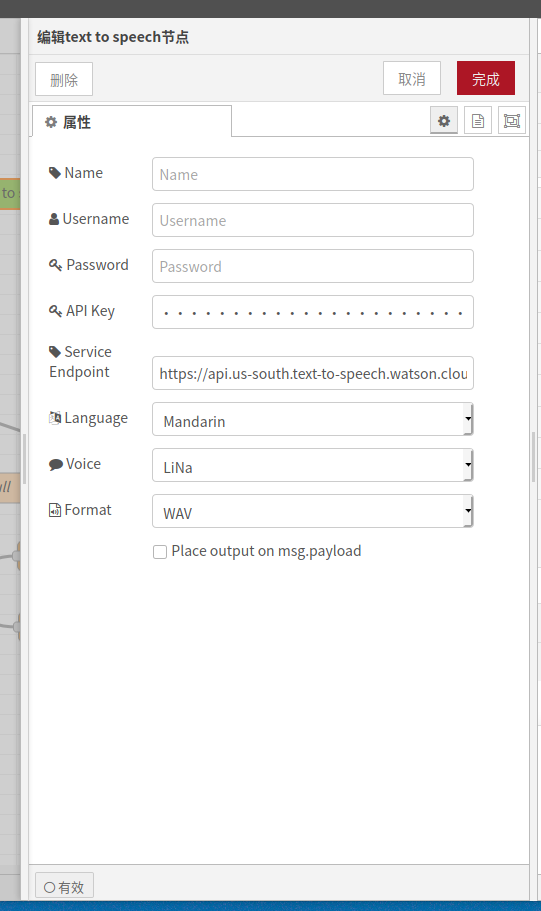 编辑text to speech节点
删除
取消
完成
属性
to
Name
Name
Username
Username
Password
Password
API Key
Service
Endpoint
https://api.us-south.text-to-speech.watson.clou
Language
Mandarin
Voice
LiNa
ull
Format
WAV
Place output on msg.payload
有效